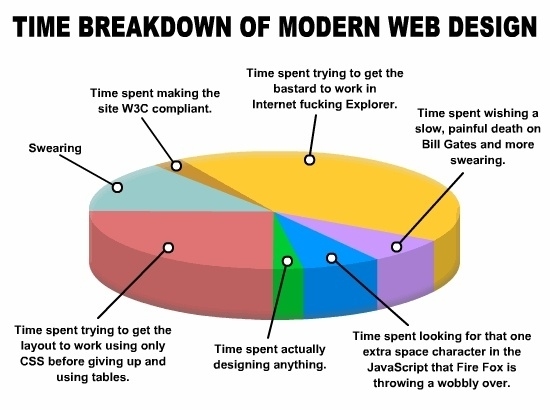 TIME BREAKDOWN OF MODERN WEB DESIGN
Time spent trying to get the
bastard to work in
Internet fucking Explorer.
Time spent making the
site W3C compliant.
Time spent wishing a
slow, painful death on
Bill Gates and more
swearing.
Swearing
Time spent trying to get the
layout to work using only
CSS before giving up and
using tables.
Time spent actually
designing anything.
Time spent looking for that one
extra space character in the
JavaScript that Fire Fox is
throwing a wobbly over.